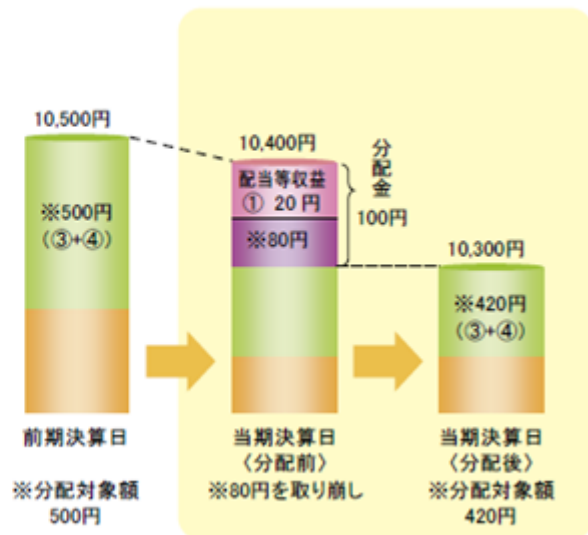 10,500円
※500円
(③+④)
前期決算日
※分配対象額
500円
10,400円
配当等収益
① 20円
※80円
分配金
100円
当期決算日
〈分配前〉
※80円を取り崩し
10,300円
※420円
(③+④)
当期決算日
〈分配後〉
※分配対象額
420円